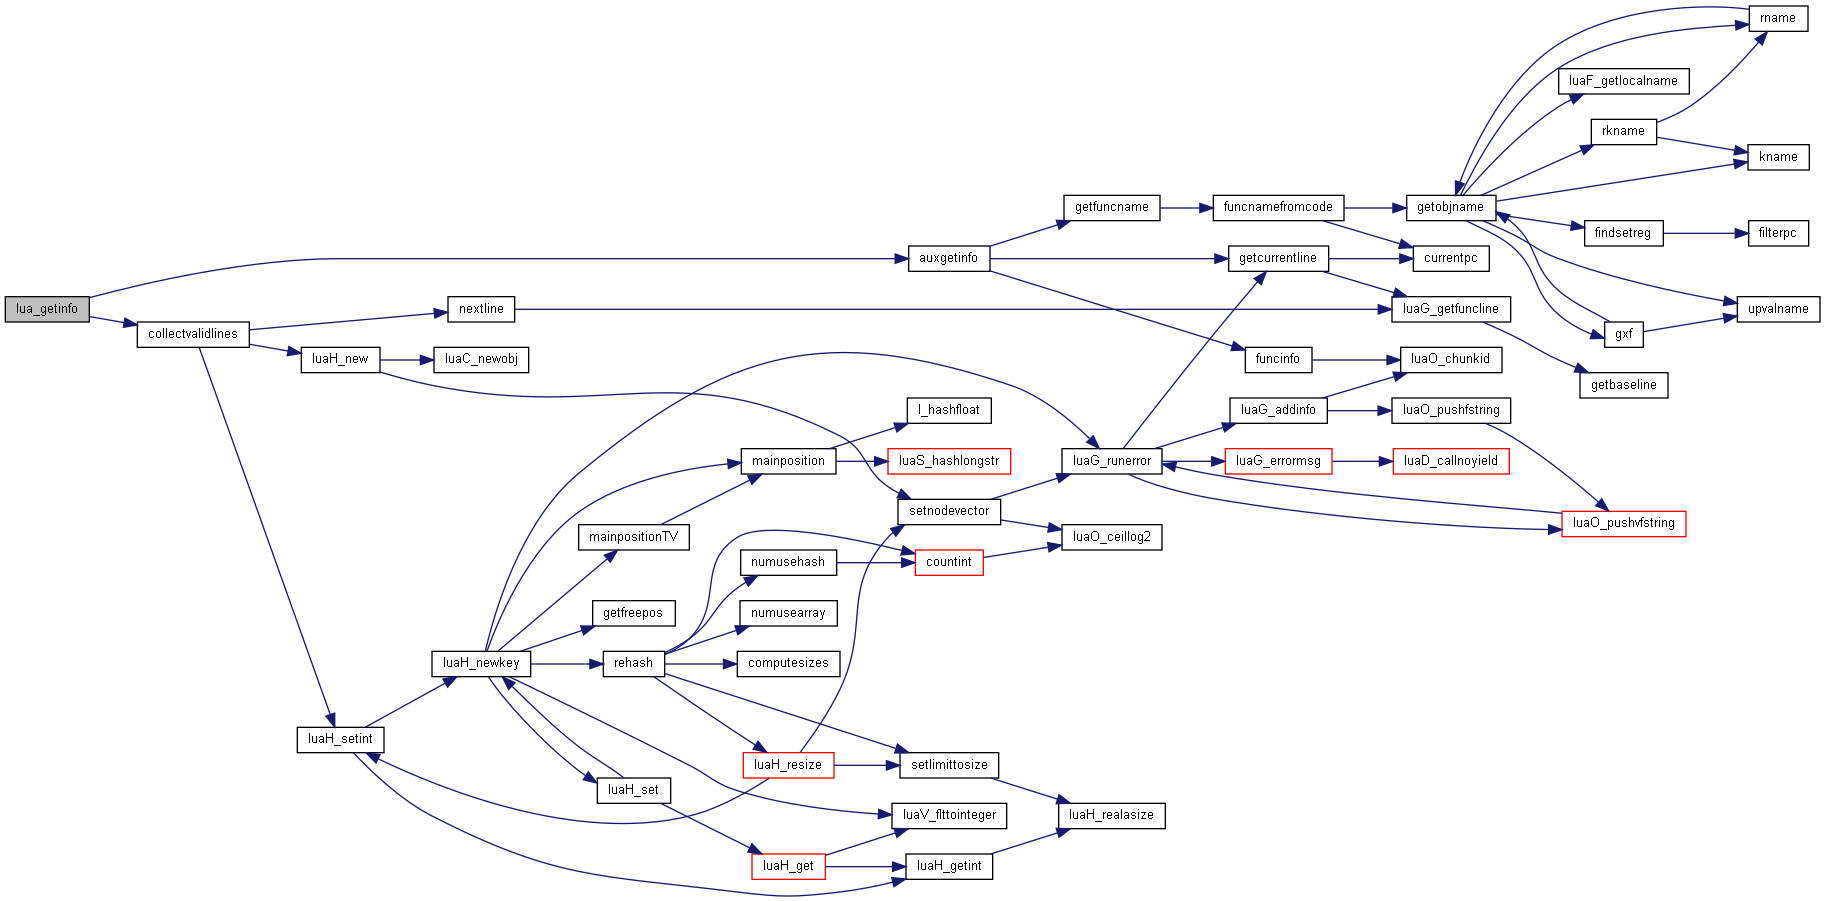 rname
luaF_getlocalname
rkname
kname
getfuncname
funcnamefromcode
getobjname
findsetreg
filterpc
auxgetinfo
getcurrentline
currentpc
lua_getinfo
nextline
luaG_getfuncline
upvalname
collectvalidlines
gxf
luaH_new
luaC_newobj
funcinfo
luaO_chunkid
getbaseline
l_hashfloat
luaG_addinfo
luaO_pushfstring
mainposition
luaS_hashlongstr
luaG_runerror
luaG_errormsg
luaD_callnoyield
setnodevector
luaO_pushvfstring
mainpositionTV
luaO_ceillog2
numusehash
countint
getfreepos
numusearray
luaH_newkey
rehash
computesizes
luaH_setint
luaH_resize
setlimittosize
luaH_set
luaV_flttointeger
luaH_realasize
luaH_get
luaH_getint